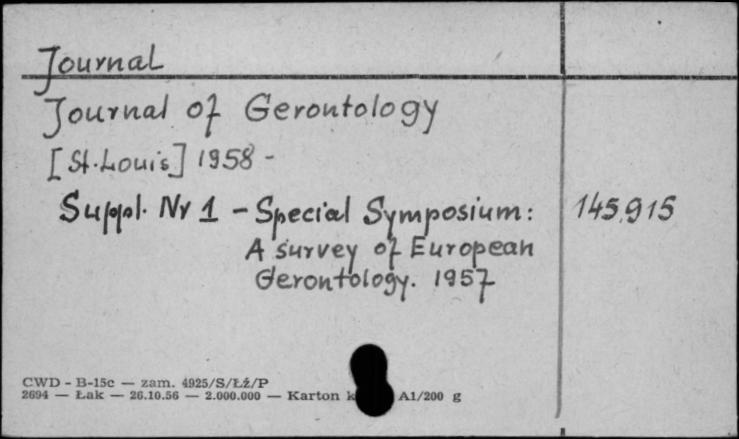 Journal
Journal of Gerontology
[St. Louis] 1958 -
Suppl. Nr 1 - Special Symposium: 145.915
A survey of European
Gerontology. 1957
CWD - B-15c — zam. 4925/S/Łż/P
2694 — Łak — 26.10.56 — 2.000.000 — Karton k A1/200 g